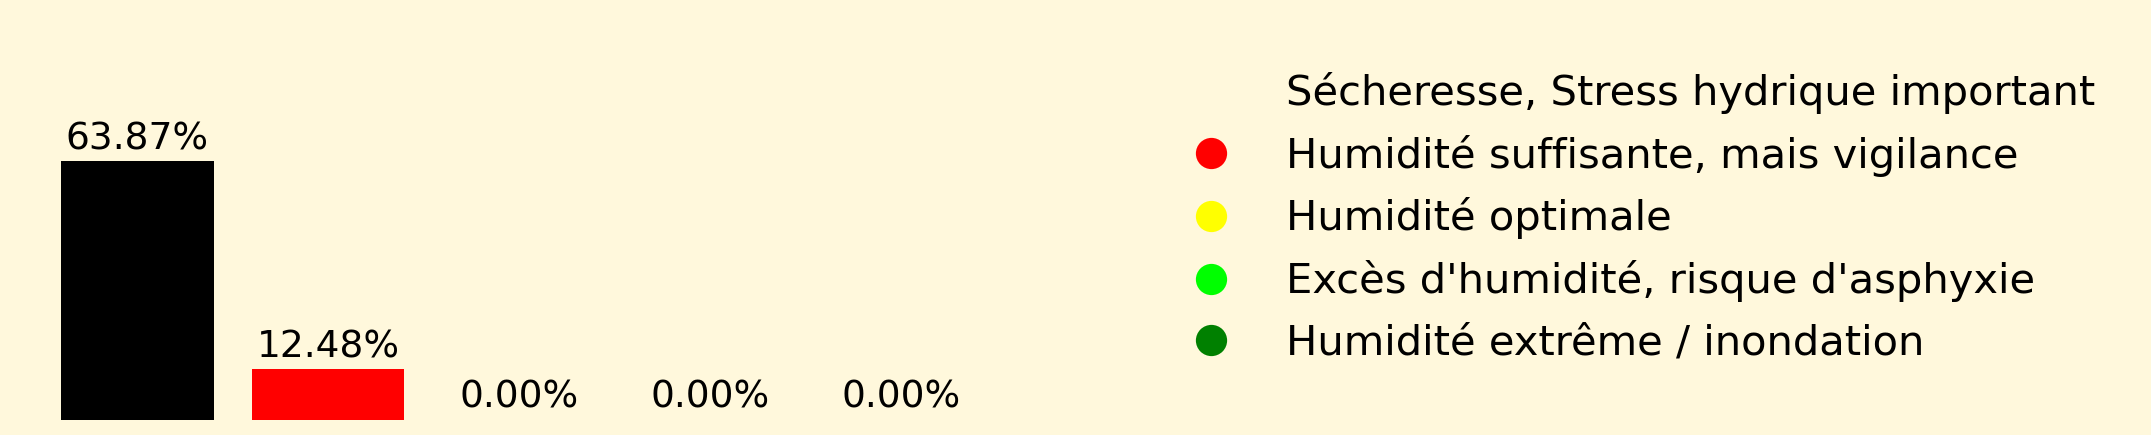 63.87%
12.48%
0.00%
0.00%
0.00%
Sécheresse, Stress hydrique important
Humidité suffisante, mais vigilance
Humidité optimale
Excès d'humidité, risque d'asphyxie
Humidité extrême / inondation